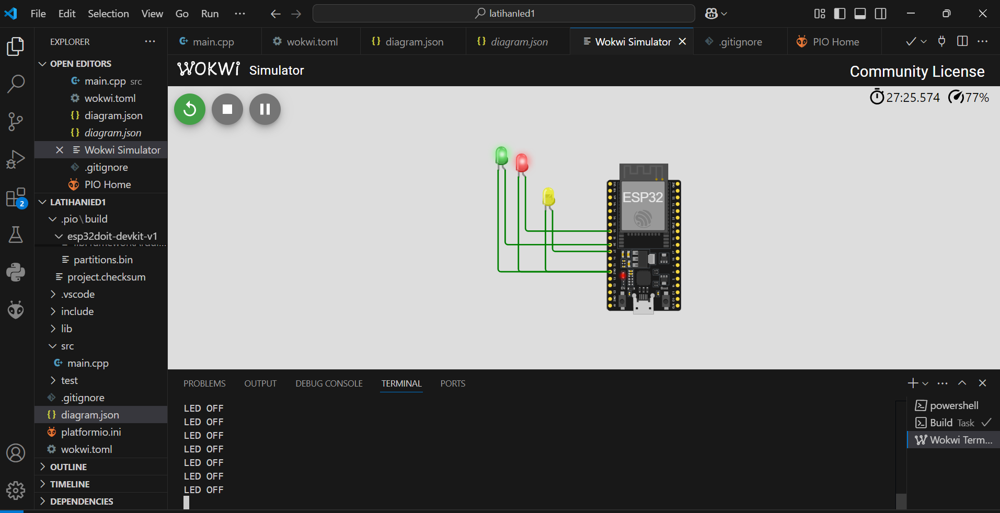 File Edit Selection View Go Run ···
latihanled1
EXPLORER ···
OPEN EDITORS
main.cpp src
wokwi.toml
diagram.json
diagram.json
Wokwi Simulator
.gitignore
PIO Home
LATIHANlED1
.pio\build
esp32doit-devkit-v1
partitions.bin
project.checksum
.vscode
include
lib
src
main.cpp
test
.gitignore
diagram.json
platformio.ini
wokwi.toml
OUTLINE
TIMELINE
DEPENDENCIES
2
main.cpp wokwi.toml diagram.json diagram.json Wokwi Simulator .gitignore PIO Home
WOKWi Simulator
Community License
27:25.574 77%
ESP32
EN Boot
PROBLEMS OUTPUT DEBUG CONSOLE TERMINAL PORTS
LED OFF
LED OFF
LED OFF
LED OFF
LED OFF
LED OFF
LED OFF
powershell
Build Task
Wokwi Term...